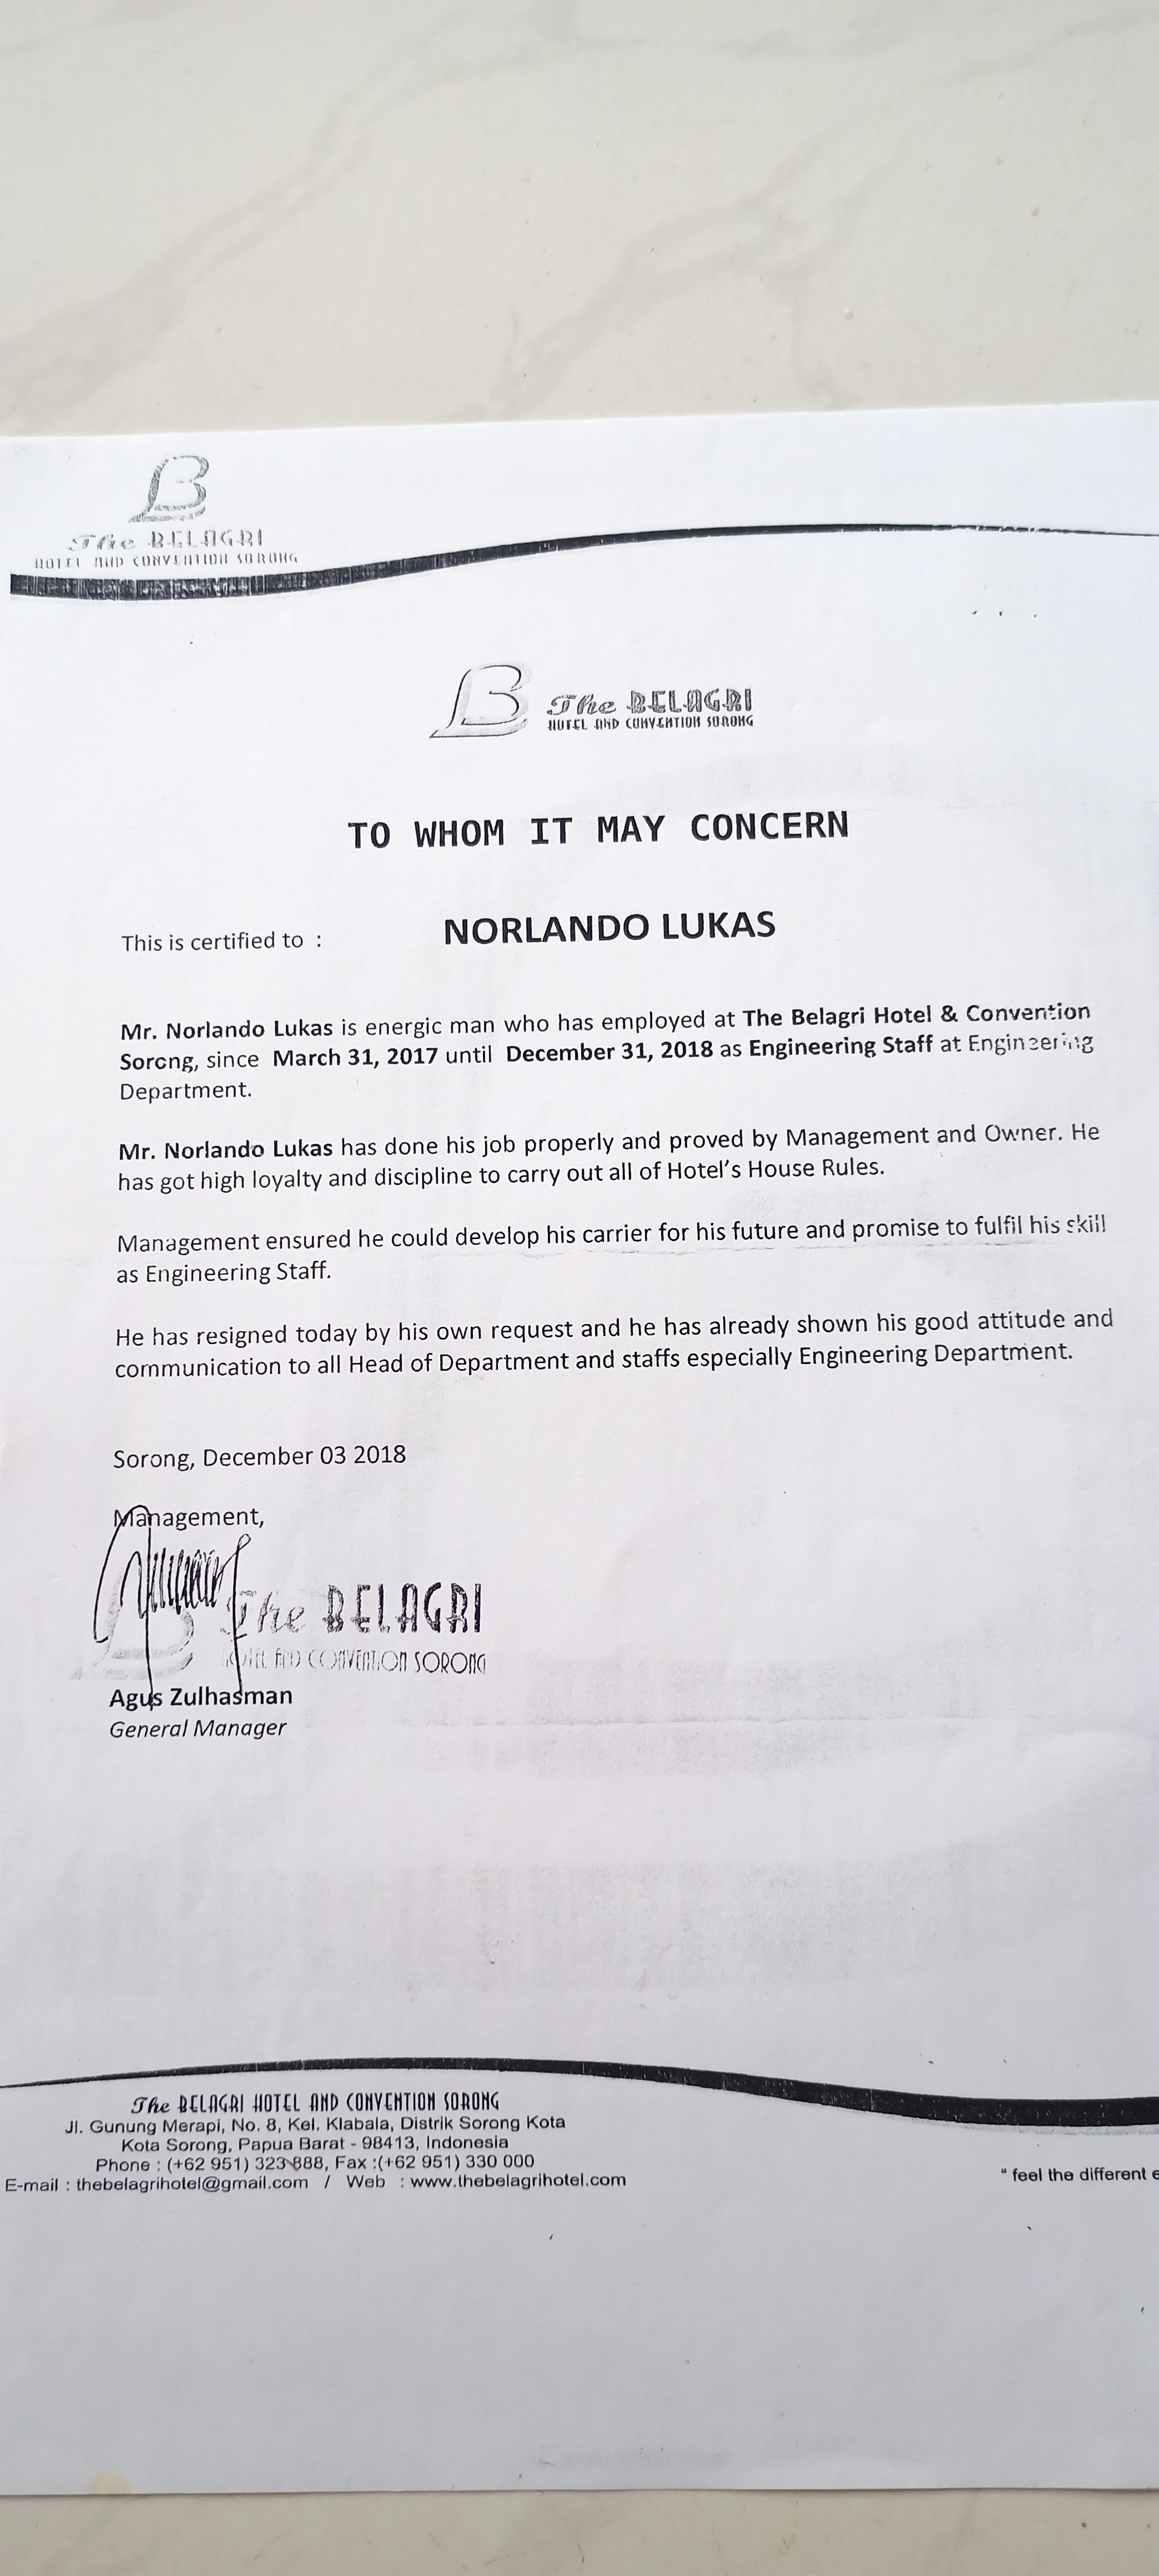 B
The BELAGRI
HOTEL AND CONVENTION SORONG
B The BELAGRI
HOTEL AND CONVENTION SORONG
TO WHOM IT MAY CONCERN
This is certified to : NORLANDO LUKAS
Mr. Norlando Lukas is energic man who has employed at The Belagri Hotel & Convention
Sorong, since March 31, 2017 until December 31, 2018 as Engineering Staff at Engineering
Department.
Mr. Norlando Lukas has done his job properly and proved by Management and Owner. He
has got high loyalty and discipline to carry out all of Hotel's House Rules.
Management ensured he could develop his carrier for his future and promise to fulfil his skill
as Engineering Staff.
He has resigned today by his own request and he has already shown his good attitude and
communication to all Head of Department and staffs especially Engineering Department.
Sorong, December 03 2018
Management,
B The BELAGRI
HOTEL AND CONVENTION SORONG
Agus Zulhasman
General Manager
The BELAGRI HOTEL AND CONVENTION SORONG
Jl. Gunung Merapi, No. 8, Kel. Klabala, Distrik Sorong Kota
Kota Sorong, Papua Barat - 98413, Indonesia
Phone : (+62 951) 323 888, Fax :(+62 951) 330 000
E-mail : thebelagrihotel@gmail.com / Web : www.thebelagrihotel.com
" feel the different e